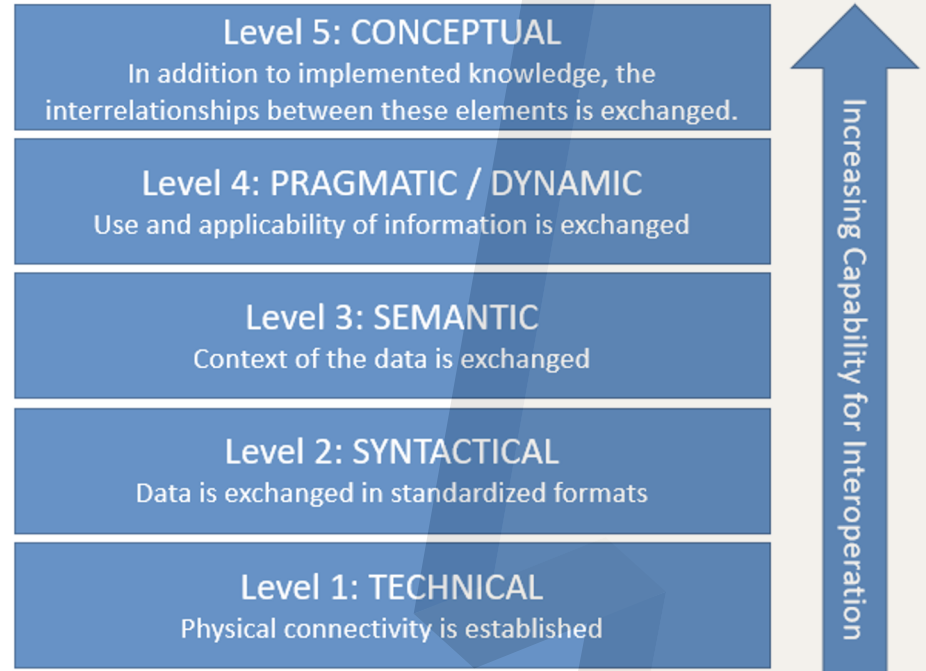 Level 5: CONCEPTUAL
In addition to implemented knowledge, the
interrelationships between these elements is exchanged.
Level 4: PRAGMATIC / DYNAMIC
Use and applicability of information is exchanged
Level 3: SEMANTIC
Context of the data is exchanged
Level 2: SYNTACTICAL
Data is exchanged in standardized formats
Level 1: TECHNICAL
Physical connectivity is established
Increasing Capability for Interoperation